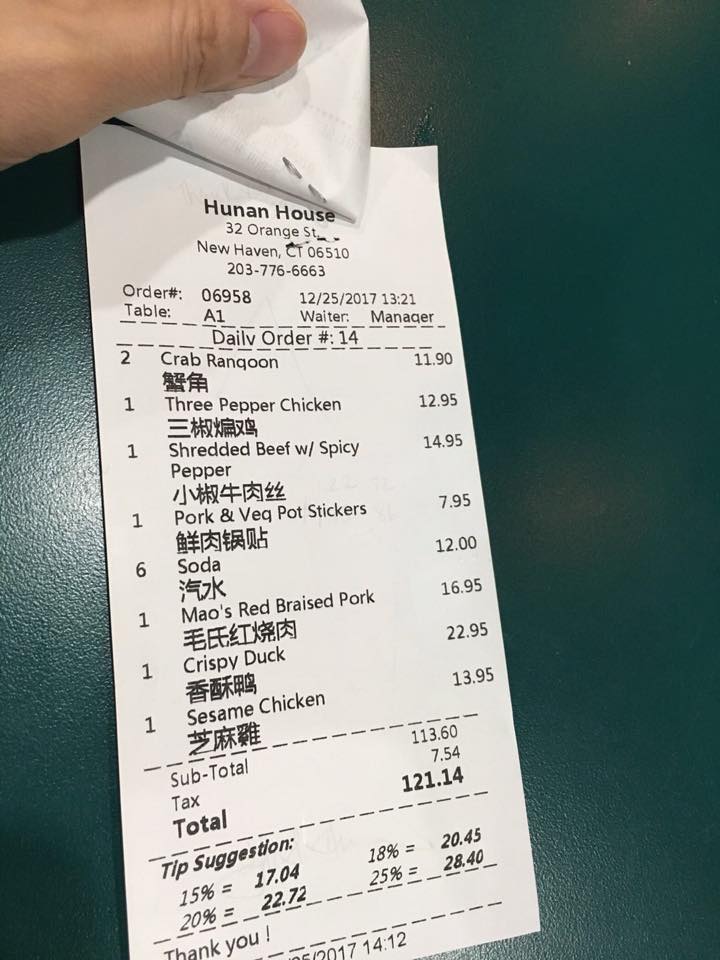 Hunan House
32 Orange St.
New Haven, CT 06510
203-776-6663
Order#: 06958 12/25/2017 13:21
Table: A1 Waiter: Manager
Daily Order #: 14
2 Crab Rangoon 11.90
蟹角
1 Three Pepper Chicken 12.95
三椒煸鸡
1 Shredded Beef w/ Spicy 14.95
Pepper
小椒牛肉丝
1 Pork & Veg Pot Stickers 7.95
鲜肉锅贴
6 Soda 12.00
汽水
1 Mao's Red Braised Pork 16.95
毛氏红烧肉
1 Crispy Duck 22.95
香酥鸭
1 Sesame Chicken 13.95
芝麻雞
Sub-Total 113.60
Tax 7.54
Total 121.14
Tip Suggestion:
15% = 17.04 18% = 20.45
20% = 22.72 25% = 28.40
Thank you !
25/2017 14:12